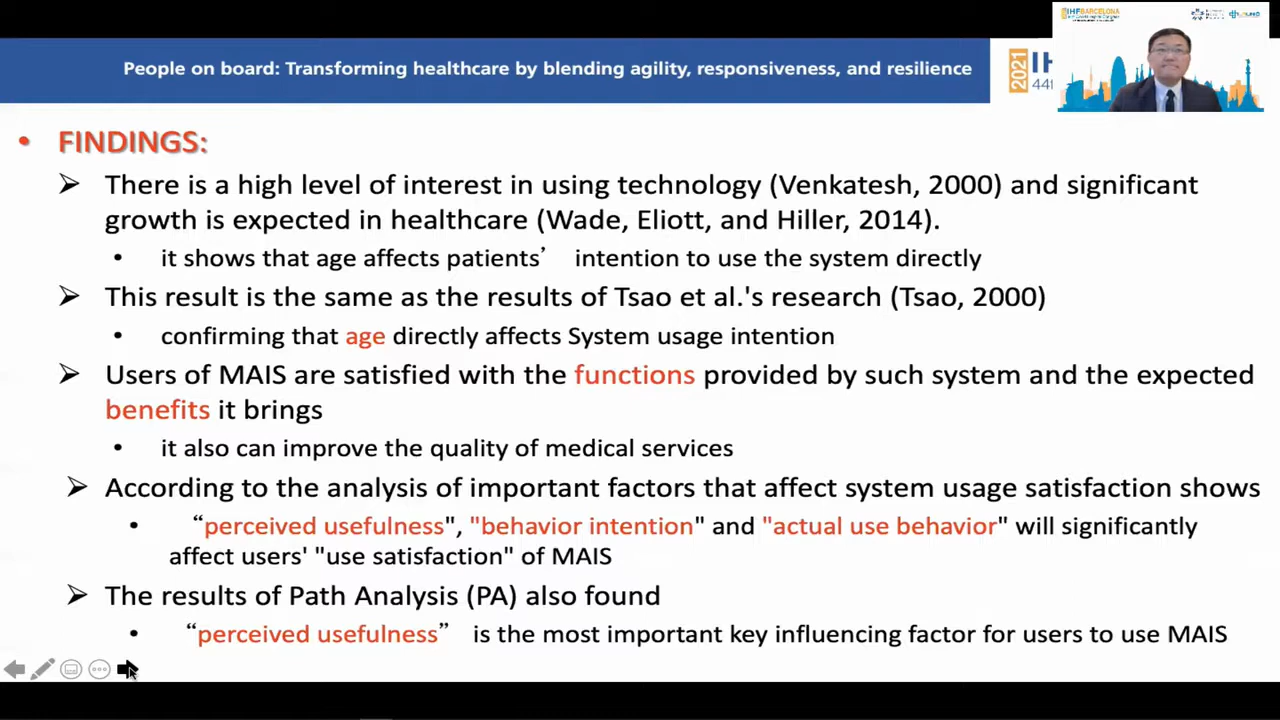 IHFBARCELONA
People on board: Transforming healthcare by blending agility, responsiveness, and resilience
2021
• FINDINGS:
➢ There is a high level of interest in using technology (Venkatesh, 2000) and significant
growth is expected in healthcare (Wade, Eliott, and Hiller, 2014).
• it shows that age affects patients’ intention to use the system directly
➢ This result is the same as the results of Tsao et al.'s research (Tsao, 2000)
• confirming that age directly affects System usage intention
➢ Users of MAIS are satisfied with the functions provided by such system and the expected
benefits it brings
• it also can improve the quality of medical services
➢ According to the analysis of important factors that affect system usage satisfaction shows
• “perceived usefulness", "behavior intention" and "actual use behavior" will significantly
affect users' "use satisfaction" of MAIS
➢ The results of Path Analysis (PA) also found
• “perceived usefulness” is the most important key influencing factor for users to use MAIS